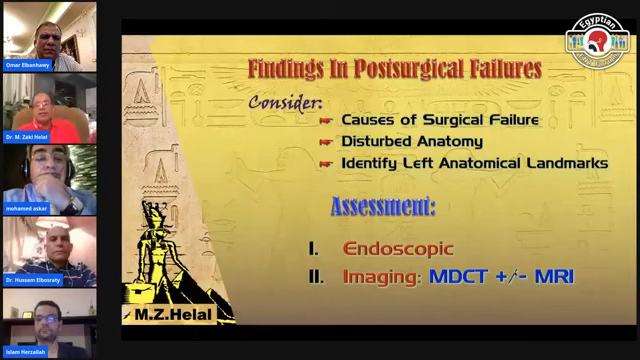 Omar Elbanhawy
Dr. M. Zaki Helal
mohamed askar
Dr. Hussam Elbosraty
Islam Herzallah
Egyptian
Findings In Postsurgical Failures
Consider:
Causes of Surgical Failure
Disturbed Anatomy
Identify Left Anatomical Landmarks
Assessment:
I. Endoscopic
II. Imaging: MDCT +/- MRI
M.Z.Helal